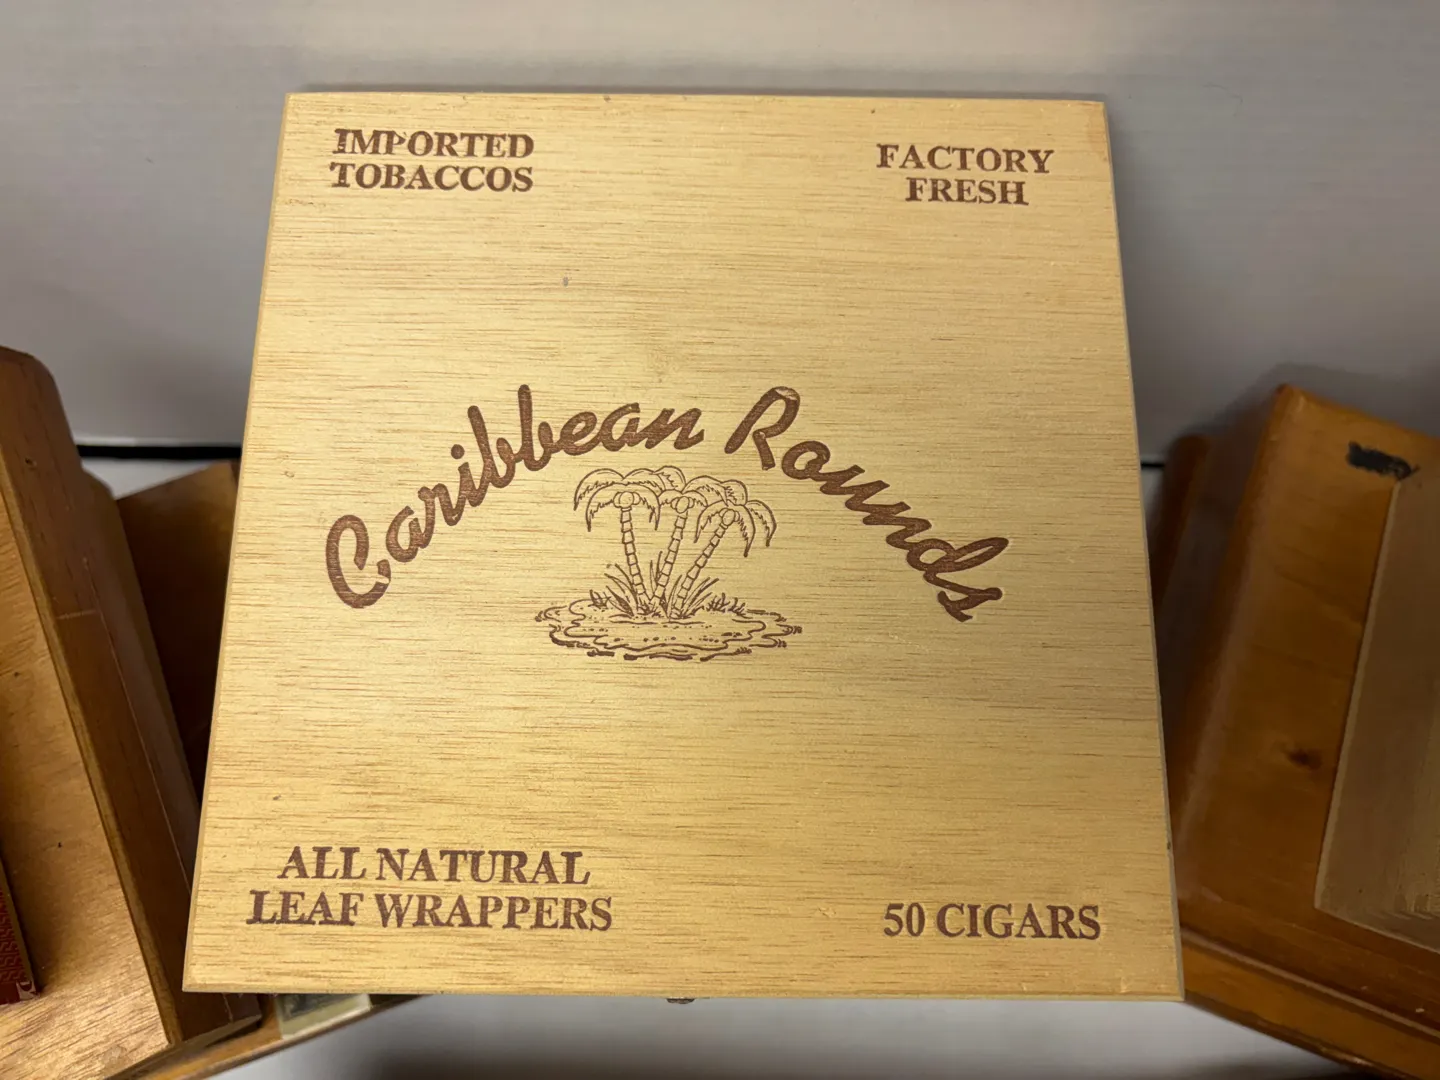 IMPORTED
TOBACCOS
FACTORY
FRESH
Caribbean Rounds
ALL NATURAL
LEAF WRAPPERS
50 CIGARS